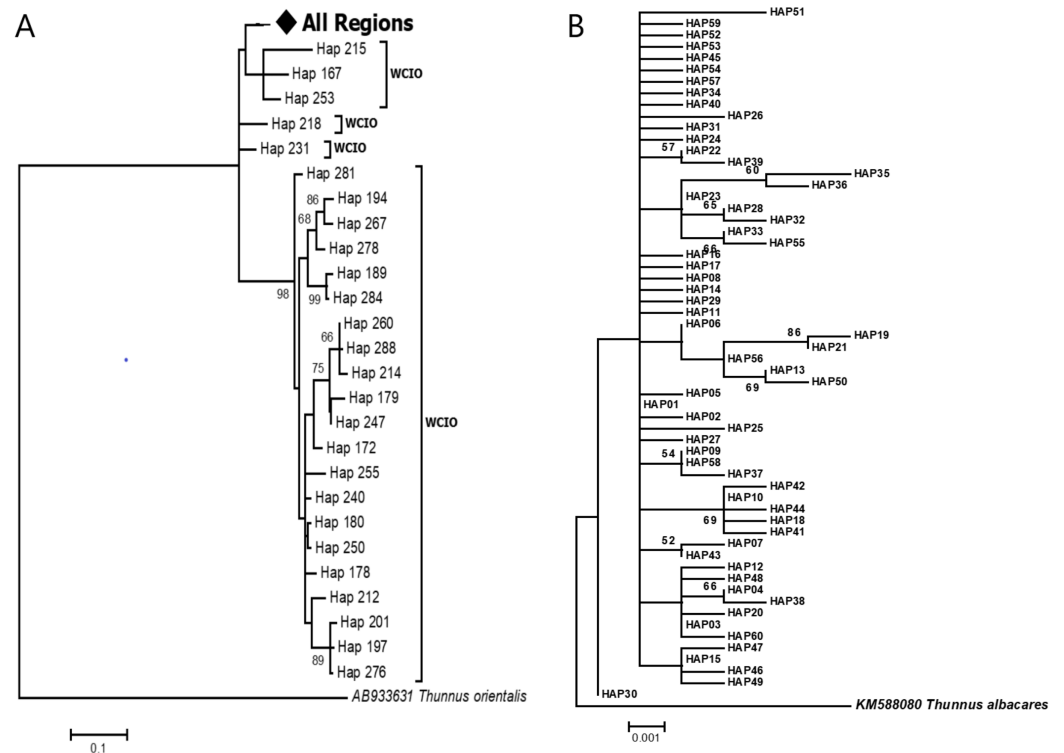 A
All Regions
Hap 215
WCIO
Hap 167
Hap 253
Hap 218
WCIO
Hap 231
WCIO
Hap 281
86
Hap 194
68
Hap 267
Hap 278
Hap 189
98
99
Hap 284
Hap 260
66
Hap 288
75
Hap 214
Hap 179
Hap 247
WCIO
Hap 172
Hap 255
Hap 240
Hap 180
Hap 250
Hap 178
Hap 212
Hap 201
Hap 197
89
Hap 276
AB933631 Thunnus orientalis
0.1
B
HAP51
HAP59
HAP52
HAP53
HAP45
HAP54
HAP57
HAP34
HAP40
HAP26
HAP31
HAP24
57
HAP22
HAP39
60
HAP35
HAP36
HAP23
65
HAP28
HAP32
HAP33
66
HAP55
HAP16
HAP17
HAP08
HAP14
HAP29
HAP11
HAP06
86
HAP19
HAP21
HAP56
HAP13
69
HAP50
HAP05
HAP01
HAP02
HAP25
HAP27
HAP09
54
HAP58
HAP37
HAP42
HAP10
HAP44
69
HAP18
HAP41
52
HAP07
HAP43
HAP12
HAP48
66
HAP04
HAP38
HAP20
HAP03
HAP60
HAP47
HAP15
HAP46
HAP49
HAP30
KM588080 Thunnus albacares
0.001